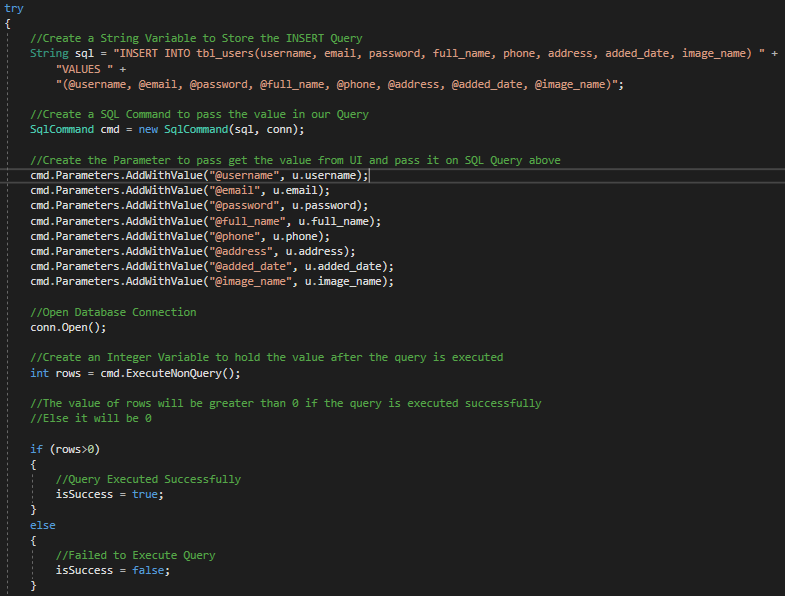 try
{
//Create a String Variable to Store the INSERT Query
String sql = "INSERT INTO tbl_users(username, email, password, full_name, phone, address, added_date, image_name) " +
"VALUES " +
"(@username, @email, @password, @full_name, @phone, @address, @added_date, @image_name)";
//Create a SQL Command to pass the value in our Query
SqlCommand cmd = new SqlCommand(sql, conn);
//Create the Parameter to pass get the value from UI and pass it on SQL Query above
cmd.Parameters.AddWithValue("@username", u.username);
cmd.Parameters.AddWithValue("@email", u.email);
cmd.Parameters.AddWithValue("@password", u.password);
cmd.Parameters.AddWithValue("@full_name", u.full_name);
cmd.Parameters.AddWithValue("@phone", u.phone);
cmd.Parameters.AddWithValue("@address", u.address);
cmd.Parameters.AddWithValue("@added_date", u.added_date);
cmd.Parameters.AddWithValue("@image_name", u.image_name);
//Open Database Connection
conn.Open();
//Create an Integer Variable to hold the value after the query is executed
int rows = cmd.ExecuteNonQuery();
//The value of rows will be greater than 0 if the query is executed successfully
//Else it will be 0
if (rows>0)
{
//Query Executed Successfully
isSuccess = true;
}
else
{
//Failed to Execute Query
isSuccess = false;
}